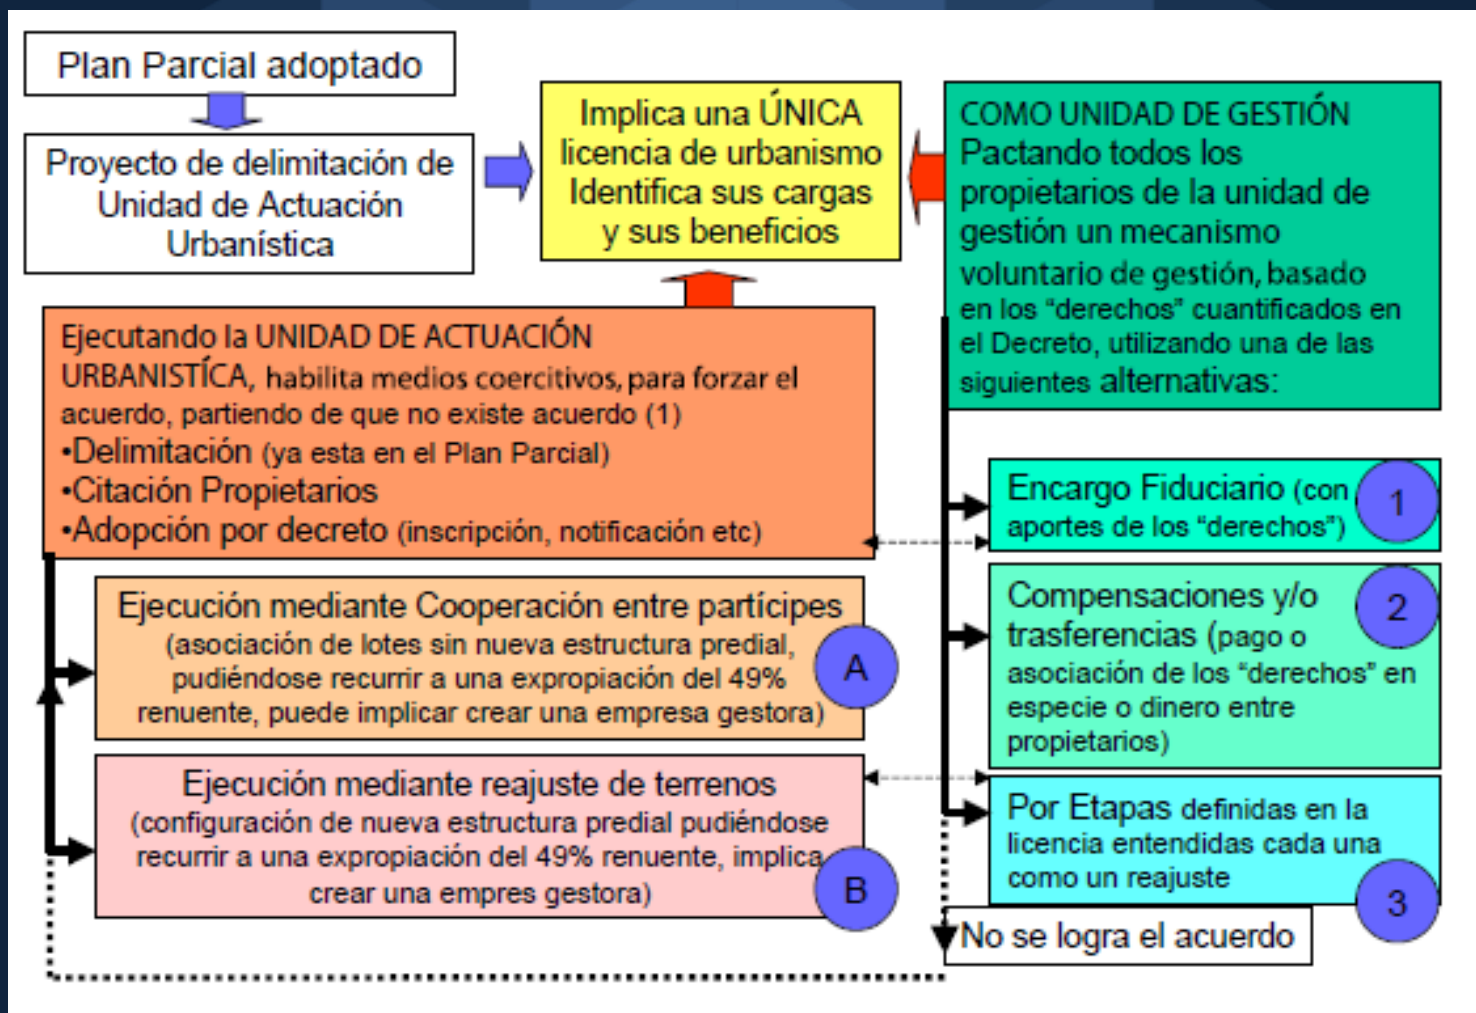 Plan Parcial adoptado
Proyecto de delimitación de
Unidad de Actuación
Urbanística
Implica una ÚNICA
licencia de urbanismo
Identifica sus cargas
y sus beneficios
COMO UNIDAD DE GESTIÓN
Pactando todos los
propietarios de la unidad de
gestión un mecanismo
voluntario de gestión, basado
en los “derechos” cuantificados en
el Decreto, utilizando una de las
siguientes alternativas:
Ejecutando la UNIDAD DE ACTUACIÓN
URBANISTÍCA, habilita medios coercitivos, para forzar el
acuerdo, partiendo de que no existe acuerdo (1)
•Delimitación (ya esta en el Plan Parcial)
•Citación Propietarios
•Adopción por decreto (inscripción, notificación etc)
Ejecución mediante Cooperación entre partícipes
(asociación de lotes sin nueva estructura predial,
pudiéndose recurrir a una expropiación del 49%
renuente, puede implicar crear una empresa gestora)
A
Ejecución mediante reajuste de terrenos
(configuración de nueva estructura predial pudiéndose
recurrir a una expropiación del 49% renuente, implica
crear una empres gestora)
B
Encargo Fiduciario (con
aportes de los “derechos”)
1
Compensaciones y/o
trasferencias (pago o
asociación de los “derechos” en
especie o dinero entre
propietarios)
2
Por Etapas definidas en la
licencia entendidas cada una
como un reajuste
3
No se logra el acuerdo